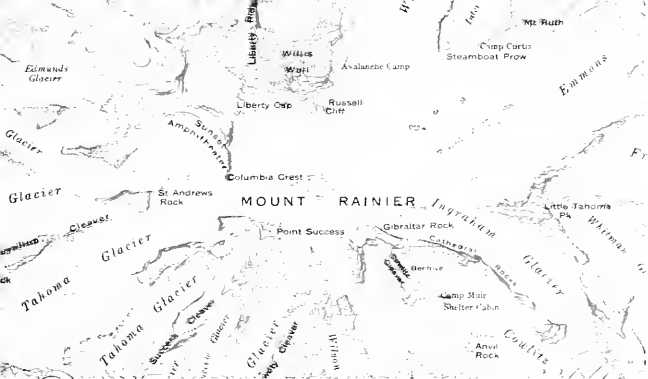 Mt Ruth
Liberty
Willis
Wall
Avalanche Camp
Camp Curtis
Steamboat Prow
Edmunds
Glacier
Emmons
Liberty Cap
Russell
Cliff
Sunset
Amphitheater
Glacier
Columbia Crest
Glacier
St Andrews
Rock
MOUNT RAINIER
Ingraham
Little Tahoma
Pk
Whitman
Cleaver
Point Success
Gibraltar Rock
Cathedral
Rocks
Glacier
Glacier
Beehive
Tahoma
Camp Muir
Shelter Cabin
Tahoma
Glacier
Success
Cleaver
Glacier
Glacier
Cleaver
Wilson
Anvil
Rock
Cowlitz